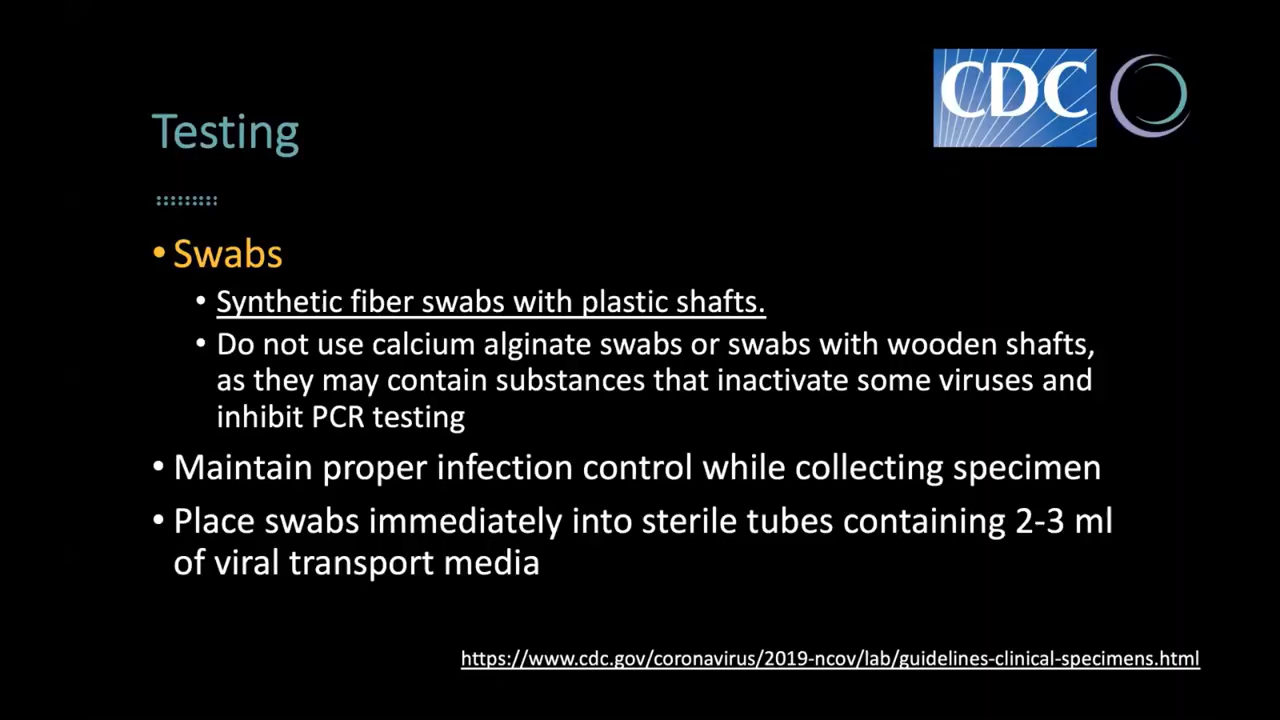 CDC
Testing
• Swabs
• Synthetic fiber swabs with plastic shafts.
• Do not use calcium alginate swabs or swabs with wooden shafts,
as they may contain substances that inactivate some viruses and
inhibit PCR testing
• Maintain proper infection control while collecting specimen
• Place swabs immediately into sterile tubes containing 2-3 ml
of viral transport media
https://www.cdc.gov/coronavirus/2019-ncov/lab/guidelines-clinical-specimens.html